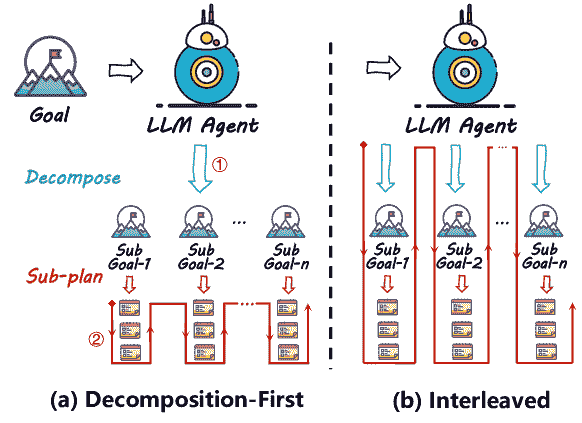 Goal
LLM Agent
LLM Agent
①
Decompose
...
...
...
Sub
Goal-1
Sub
Goal-2
Sub
Goal-n
Sub
Goal-1
Sub
Goal-2
Sub
Goal-n
Sub-plan
....
②
(a) Decomposition-First
(b) Interleaved